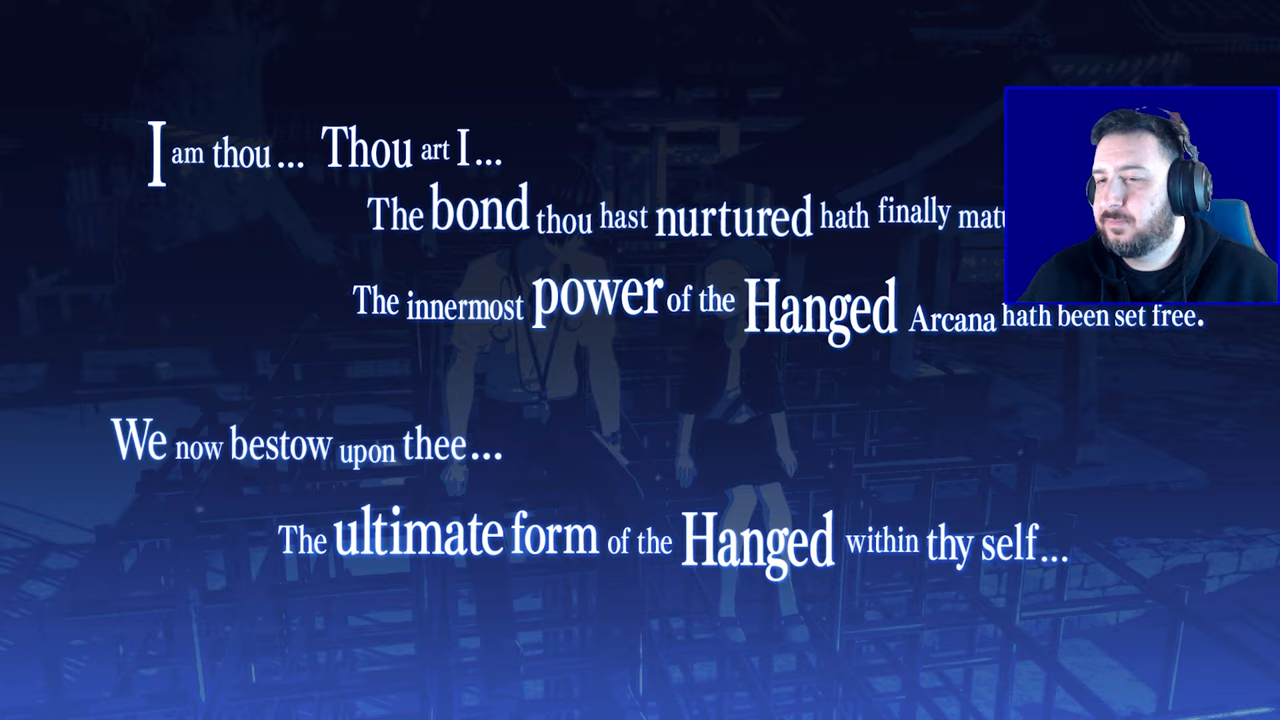 I am thou... Thou art I...
The bond thou hast nurtured hath finally
The innermost power of the Hanged Arcana hath been set free.
We now bestow upon thee...
The ultimate form of the Hanged within thy self...